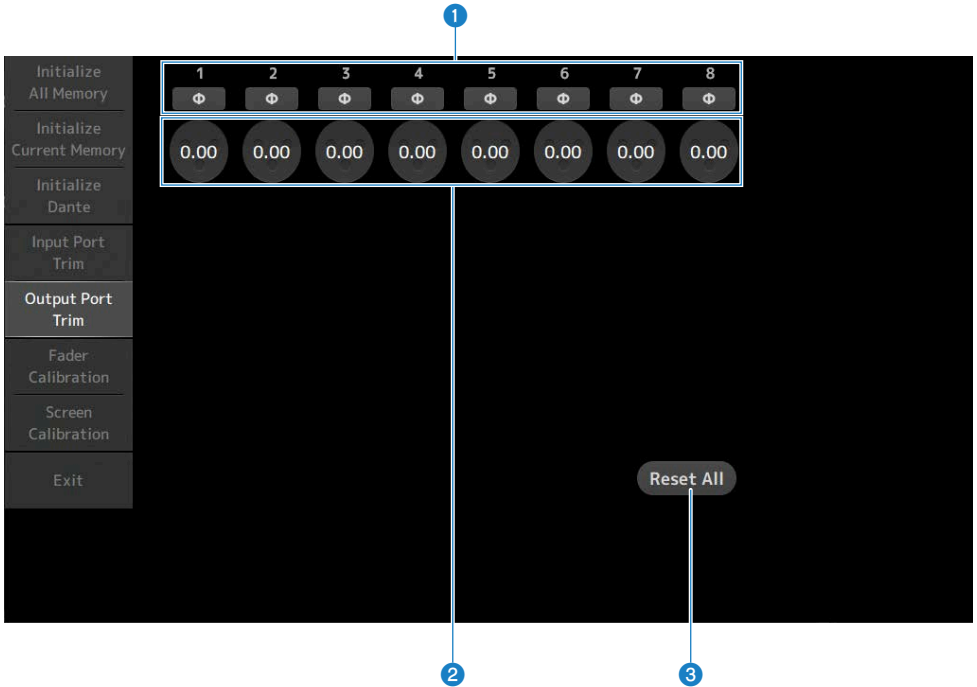 1
Initialize
All Memory
Initialize
Current Memory
Initialize
Dante
Input Port
Trim
Output Port
Trim
Fader
Calibration
Screen
Calibration
Exit
1 2 3 4 5 6 7 8
Φ Φ Φ Φ Φ Φ Φ Φ
0.00 0.00 0.00 0.00 0.00 0.00 0.00 0.00
Reset All
2 3